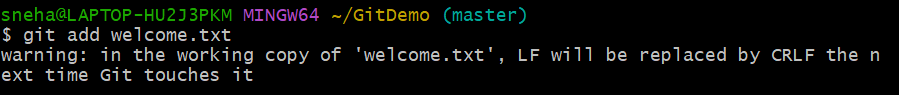 sneha@LAPTOP-HU2J3PKM MINGW64 ~/GitDemo (master)
$ git add welcome.txt
warning: in the working copy of 'welcome.txt', LF will be replaced by CRLF the n
ext time Git touches it